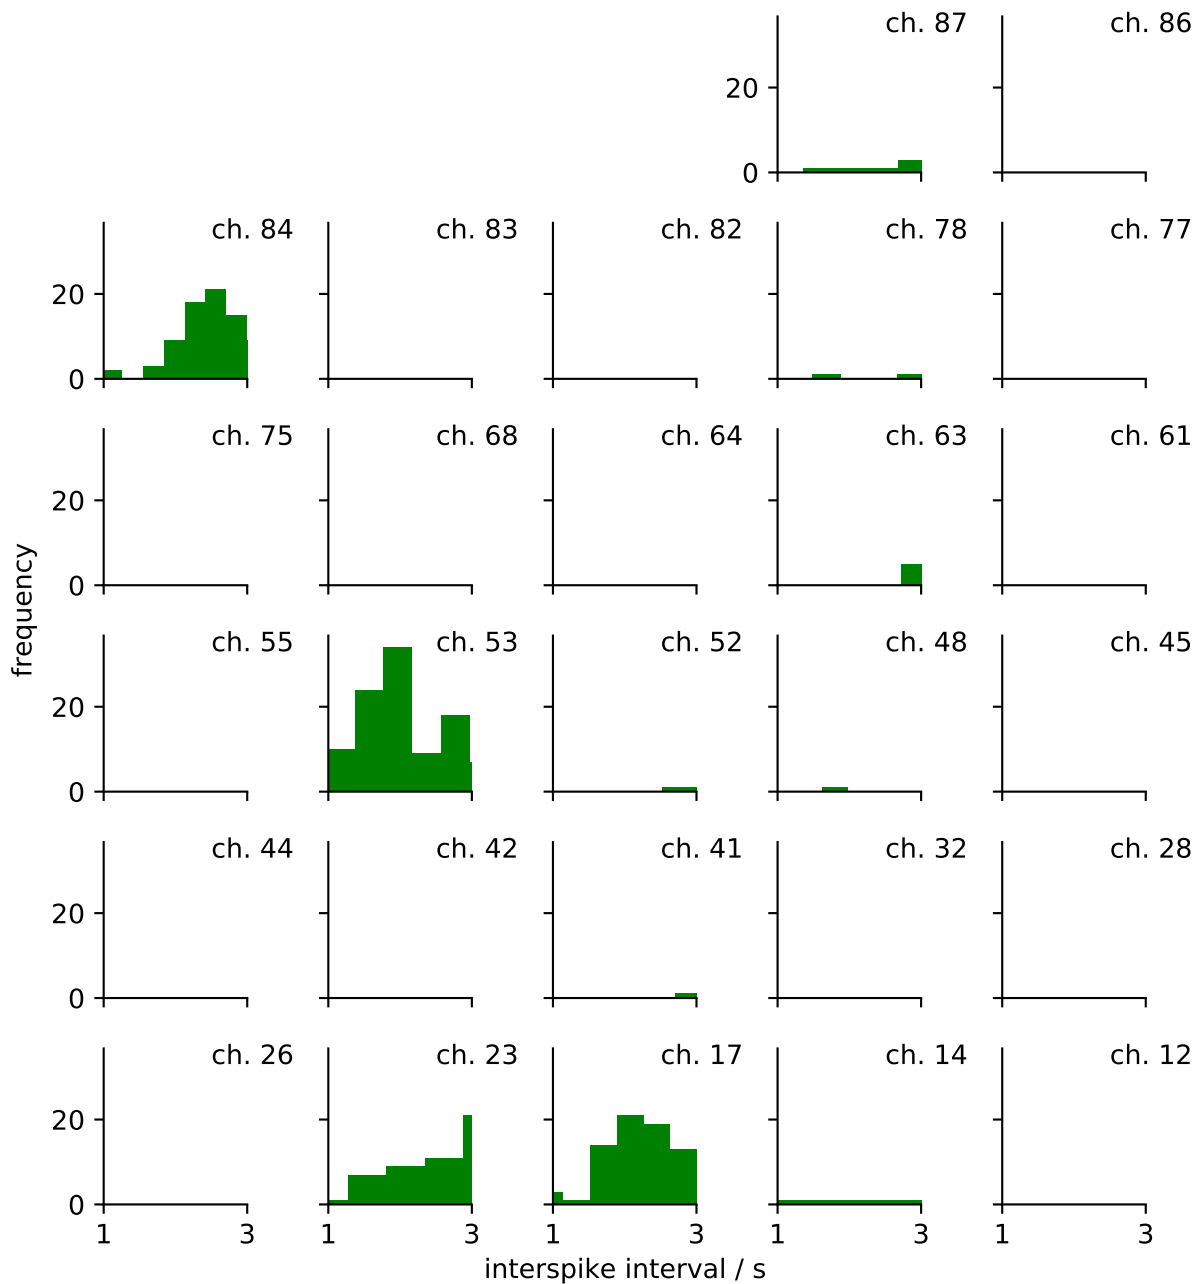 ch. 87 ch. 86
20
0
ch. 84 ch. 83 ch. 82 ch. 78 ch. 77
20
0
ch. 75 ch. 68 ch. 64 ch. 63 ch. 61
20
0
frequency
ch. 55 ch. 53 ch. 52 ch. 48 ch. 45
20
0
ch. 44 ch. 42 ch. 41 ch. 32 ch. 28
20
0
ch. 26 ch. 23 ch. 17 ch. 14 ch. 12
20
0
1 3 1 3 1 3 1 3 1 3
interspike interval / s